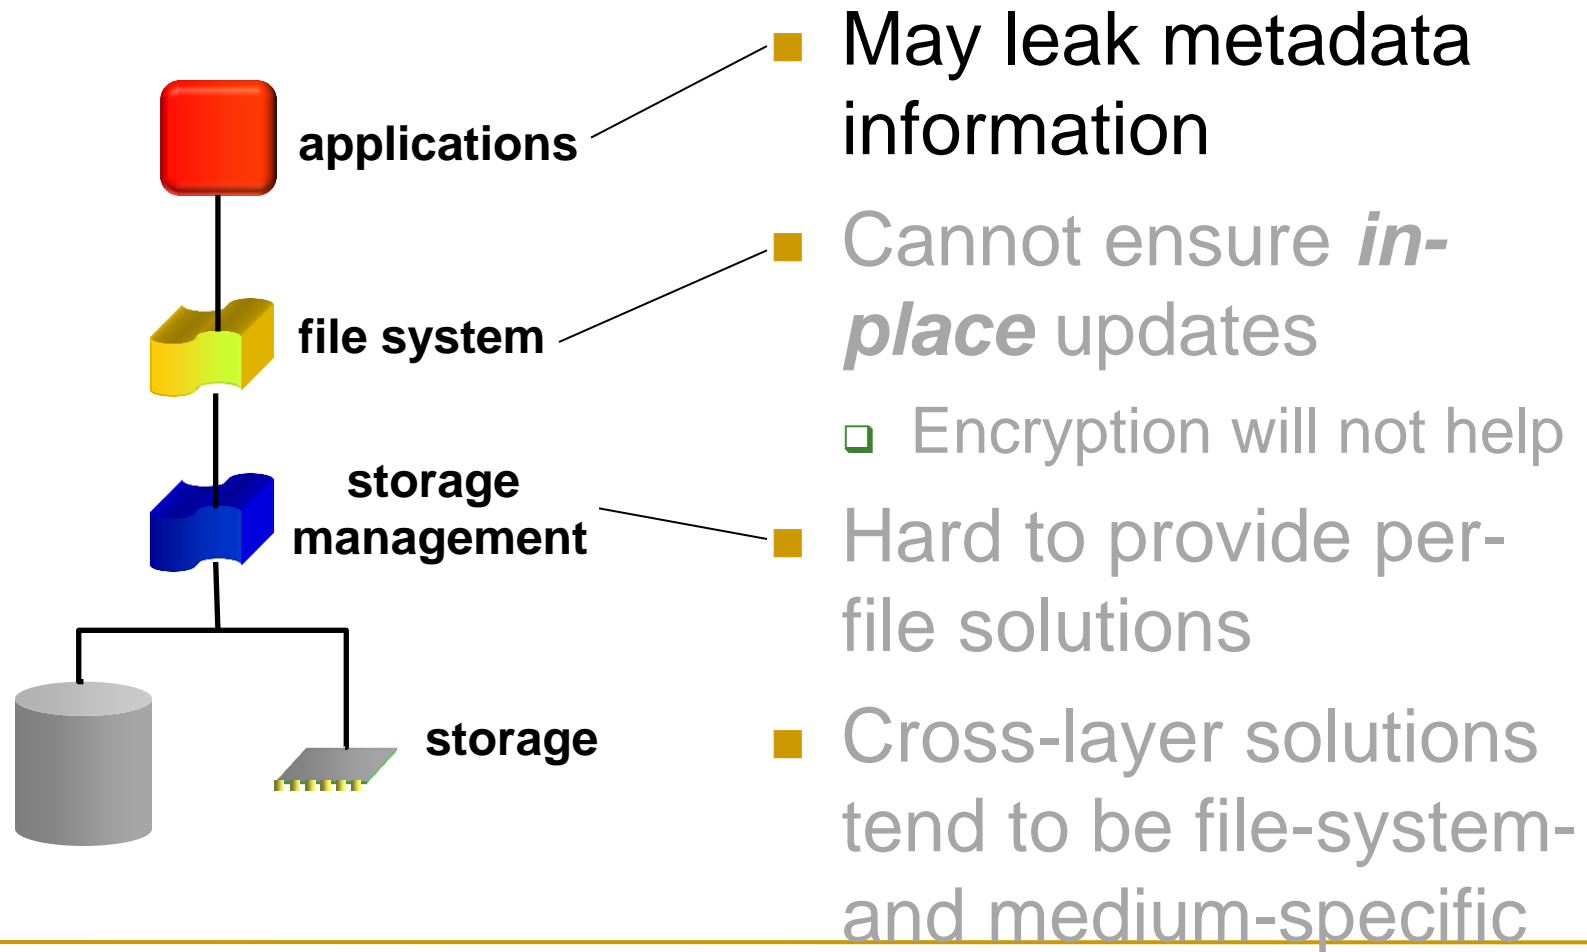 applications
file system
storage
management
storage
May leak metadata
information
Cannot ensure in-
place updates
Encryption will not help
Hard to provide per-
file solutions
Cross-layer solutions
tend to be file-system-
and medium-specific